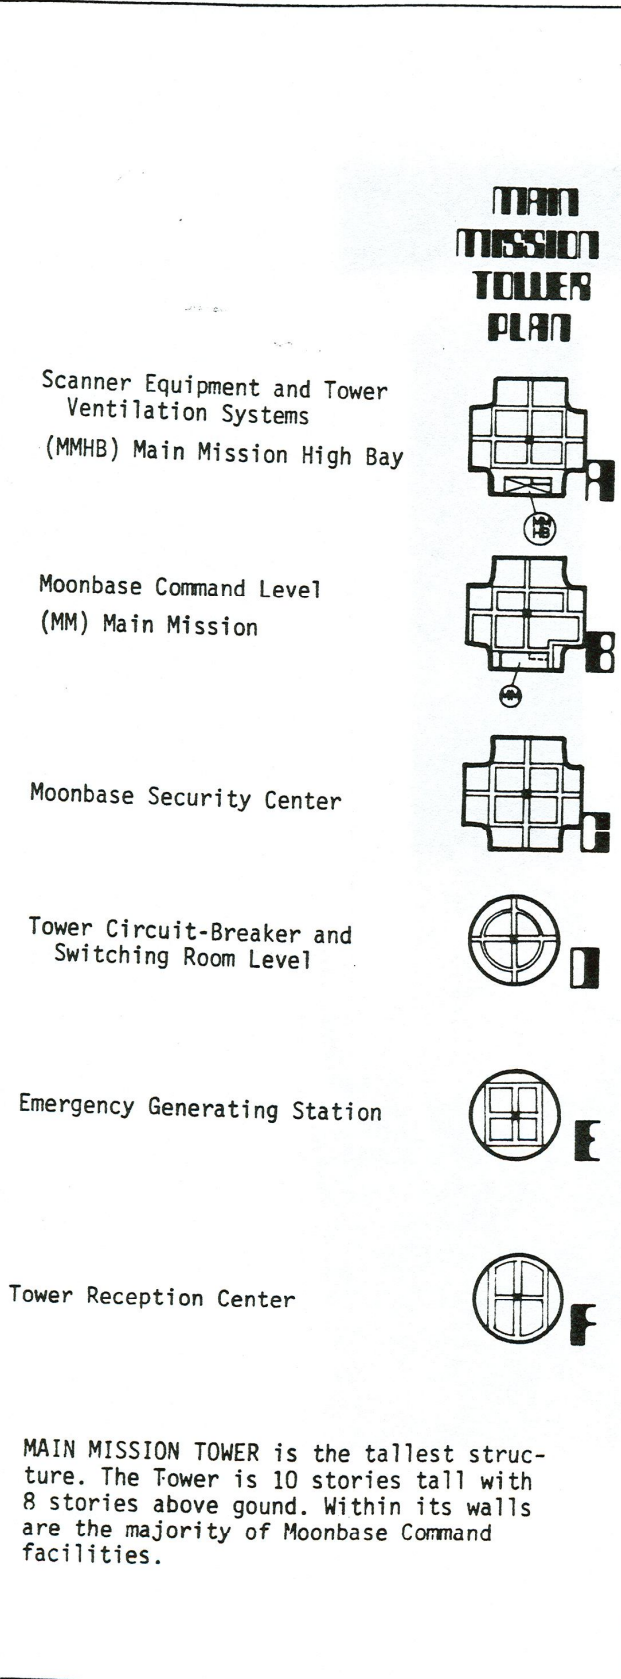 MAIN
MISSION
TOWER
PLAN
Scanner Equipment and Tower
Ventilation Systems
(MMHB) Main Mission High Bay
A
MM
HB
Moonbase Command Level
(MM) Main Mission
B
MM
Moonbase Security Center
C
Tower Circuit-Breaker and
Switching Room Level
D
Emergency Generating Station
E
Tower Reception Center
F
MAIN MISSION TOWER is the tallest struc-
ture. The Tower is 10 stories tall with
8 stories above gound. Within its walls
are the majority of Moonbase Command
facilities.